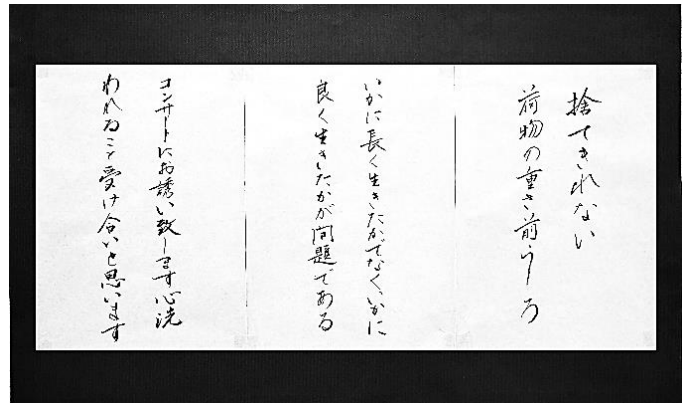 捨てきれない
荷物の重さ前うしろ
いかに長く生きたかでなく、いかに
良く生きたかが問題である
コンサートにお誘い致します心洗
われること受け合いと思います